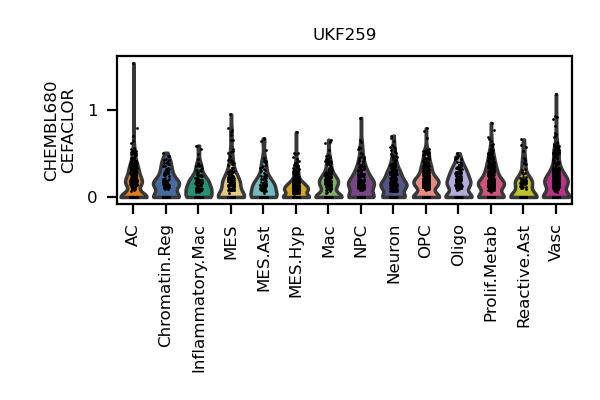 UKF259
CHEMBL680
CEFACLOR
1
0
AC
Chromatin.Reg
Inflammatory.Mac
MES
MES.Ast
MES.Hyp
Mac
NPC
Neuron
OPC
Oligo
Prolif.Metab
Reactive.Ast
Vasc